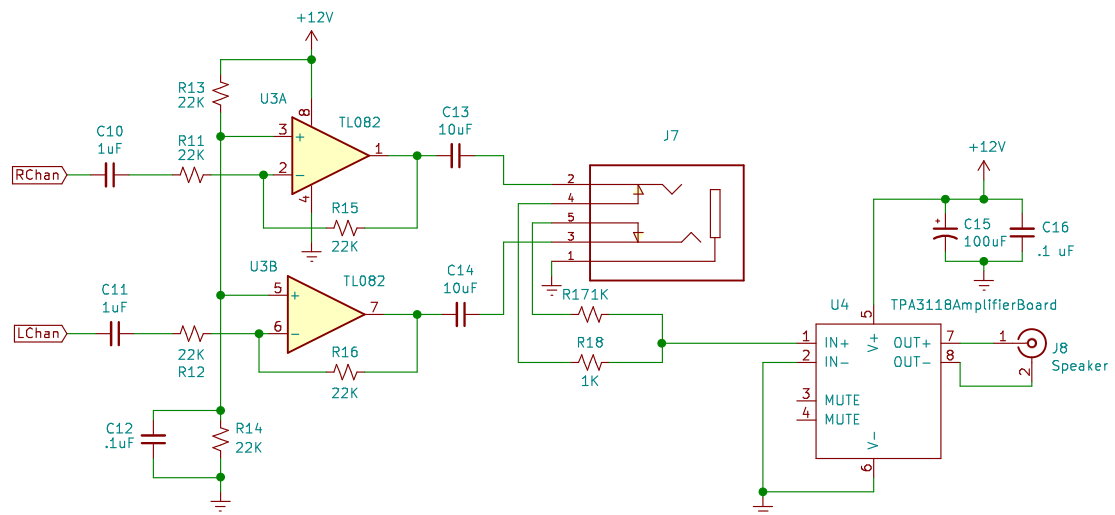 +12V
R13
22K
U3A
8
TL082
3
+
1
2
−
4
C10
1uF
R11
22K
RChan
R15
22K
C13
10uF
J7
2
4
5
3
1
U3B
TL082
5
+
7
6
−
C11
1uF
LChan
22K
R12
R16
22K
C14
10uF
R171K
R18
1K
C12
.1uF
R14
22K
+12V
+
C15
100uF
C16
.1 uF
U4
TPA3118AmplifierBoard
5
V+
1
IN+
2
IN-
3
MUTE
4
MUTE
OUT+
7
OUT-
8
V-
6
1
2
J8
Speaker